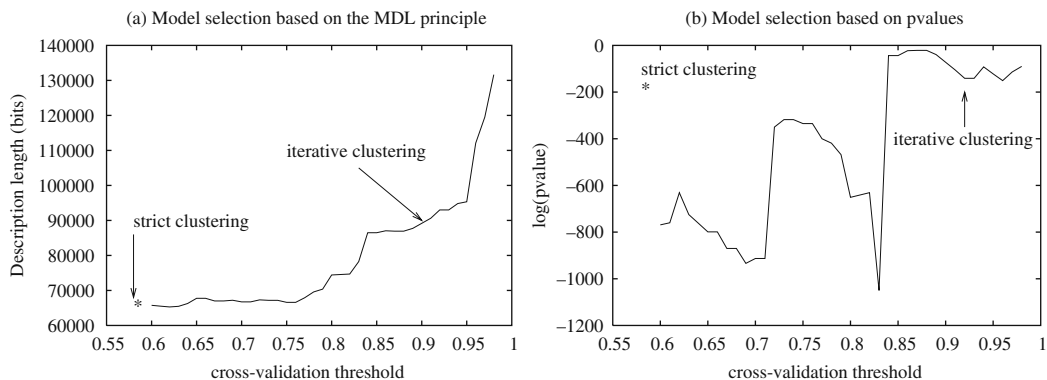 (a) Model selection based on the MDL principle
140000
130000
120000
110000
100000
90000
80000
70000
60000
Description length (bits)
iterative clustering
strict clustering
*
0.55 0.6 0.65 0.7 0.75 0.8 0.85 0.9 0.95 1
cross-validation threshold
(b) Model selection based on pvalues
0
−200
−400
−600
−800
−1000
−1200
log(pvalue)
strict clustering
*
iterative clustering
0.55 0.6 0.65 0.7 0.75 0.8 0.85 0.9 0.95 1
cross-validation threshold